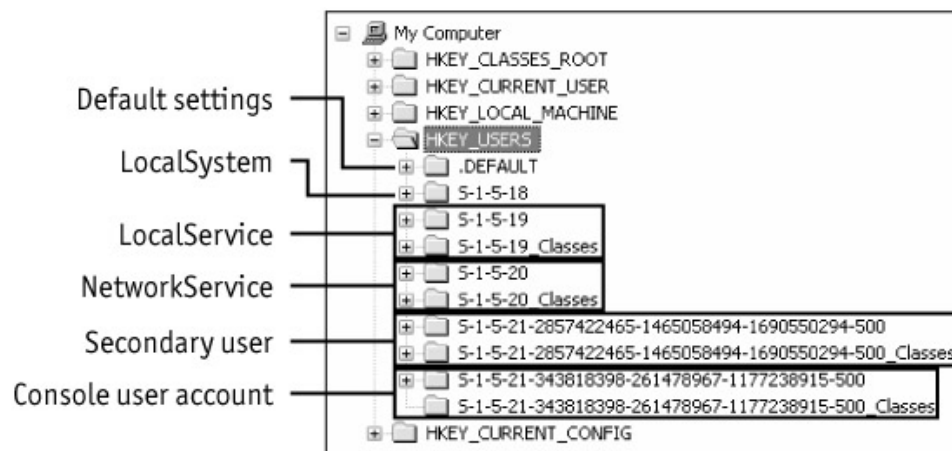 My Computer
HKEY_CLASSES_ROOT
HKEY_CURRENT_USER
Default settings
HKEY_LOCAL_MACHINE
HKEY_USERS
LocalSystem
.DEFAULT
S-1-5-18
LocalService
S-1-5-19
S-1-5-19_Classes
NetworkService
S-1-5-20
S-1-5-20_Classes
Secondary user
S-1-5-21-2857422465-1465058494-1690550294-500
S-1-5-21-2857422465-1465058494-1690550294-500_Classes
Console user account
S-1-5-21-343818398-261478967-1177238915-500
S-1-5-21-343818398-261478967-1177238915-500_Classes
HKEY_CURRENT_CONFIG